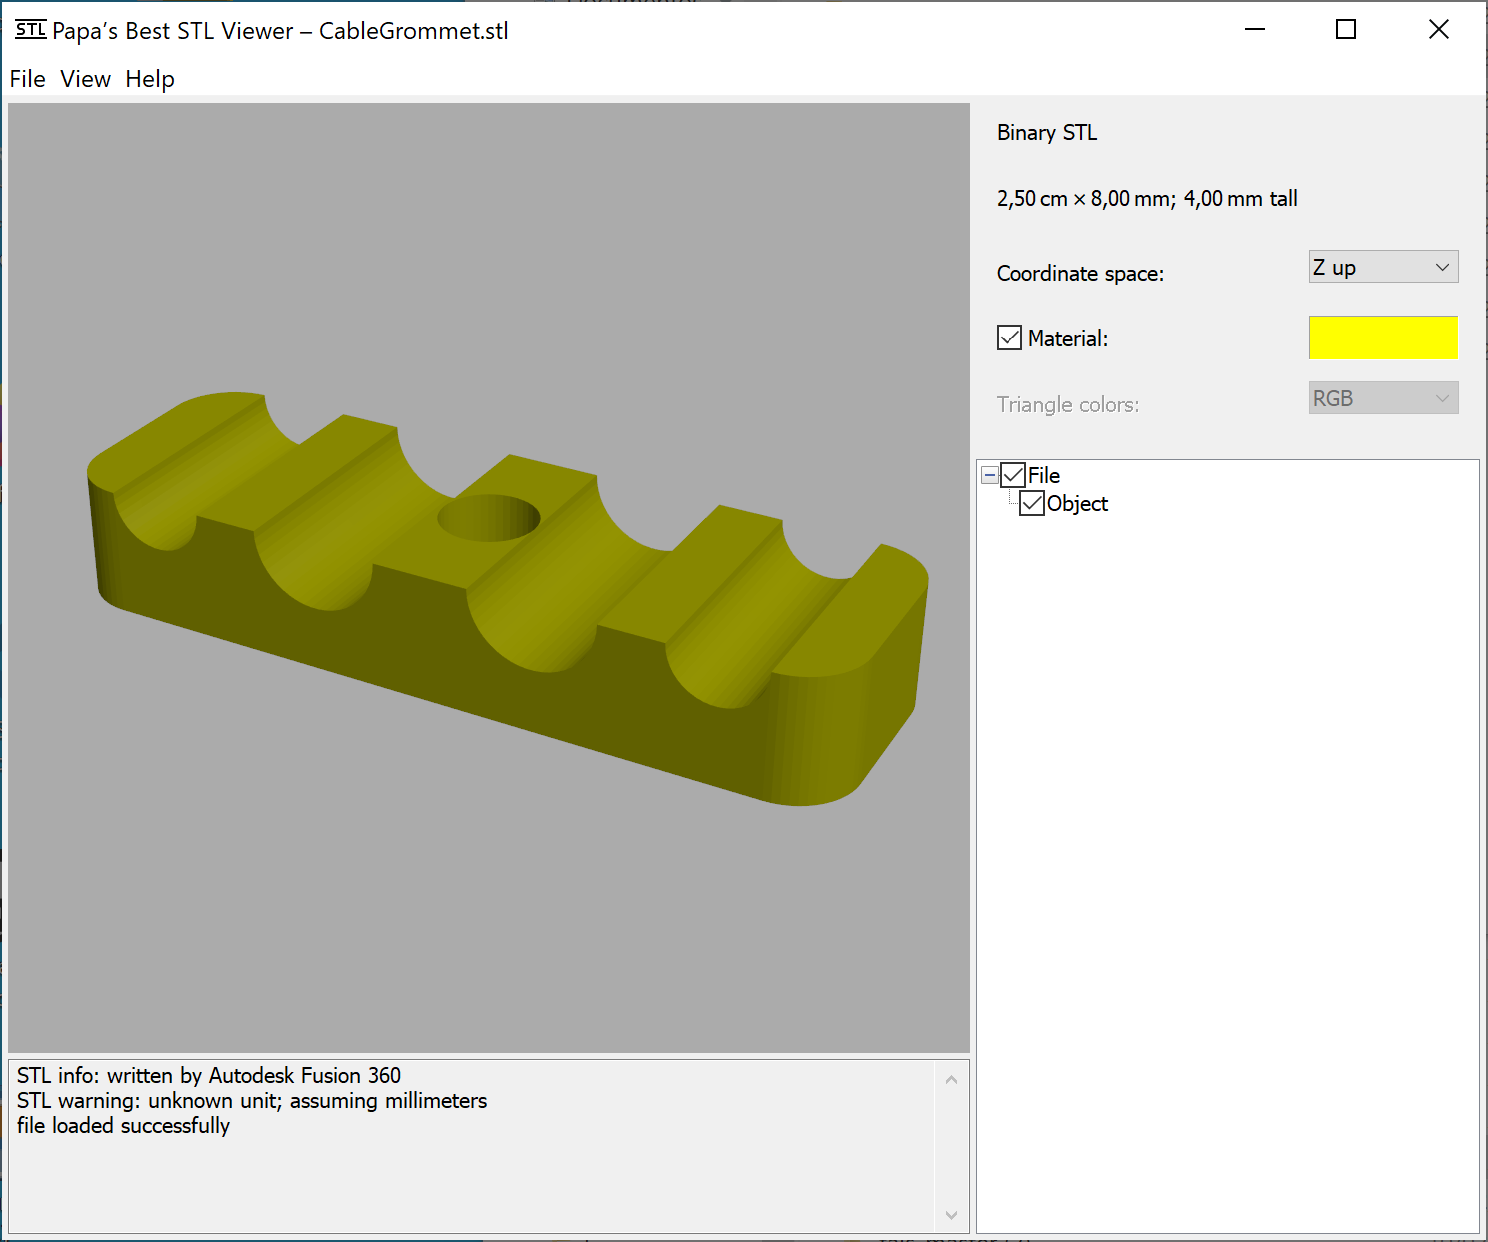 STL Papa’s Best STL Viewer – CableGrommet.stl
File View Help
Binary STL
2,50 cm × 8,00 mm; 4,00 mm tall
Coordinate space: Z up
Material:
Triangle colors: RGB
File
Object
STL info: written by Autodesk Fusion 360
STL warning: unknown unit; assuming millimeters
file loaded successfully